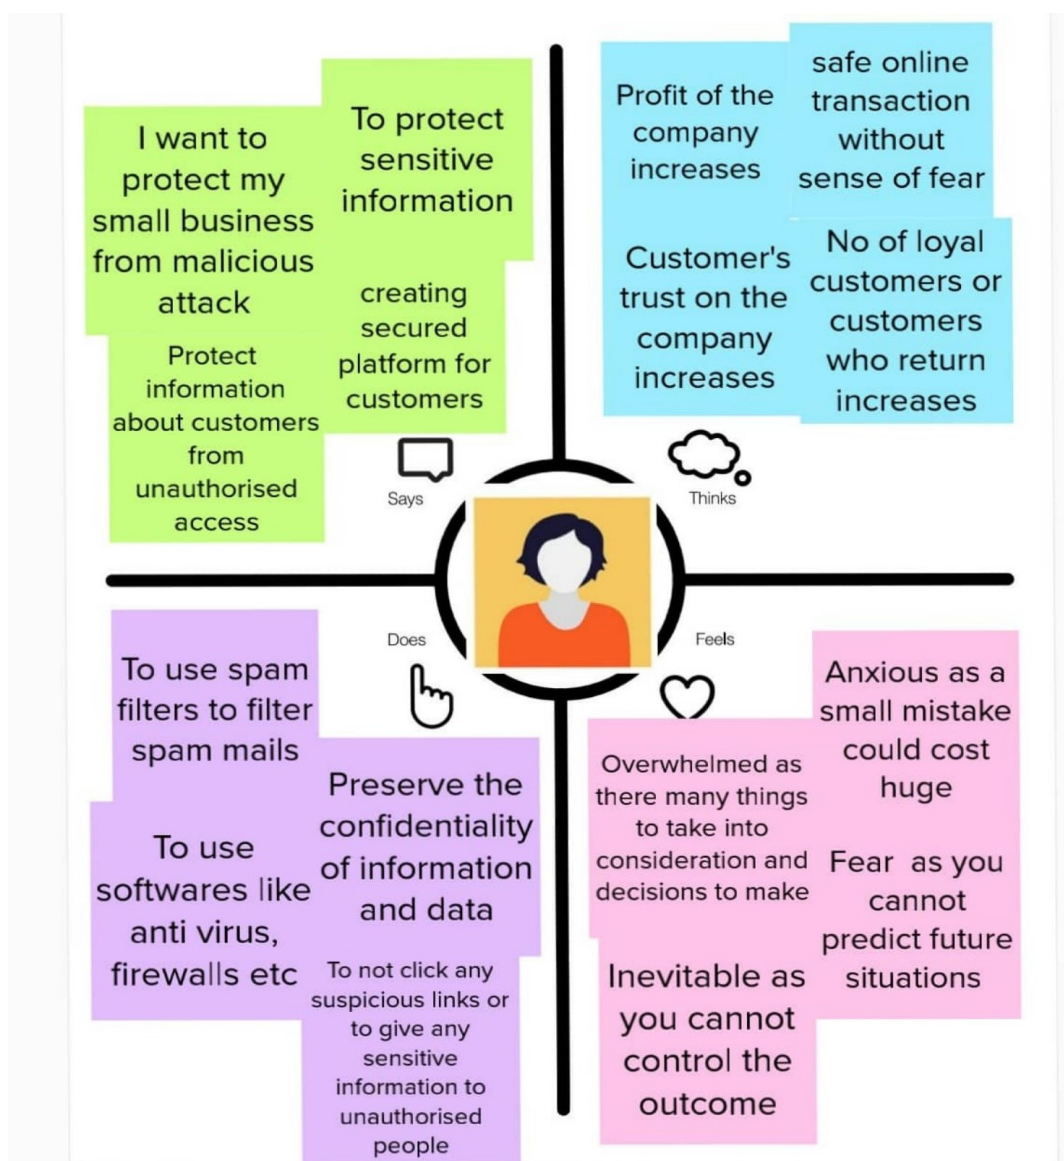 I want to
protect my
small business
from malicious
attack
To protect
sensitive
information
Protect
information
about customers
from
unauthorised
access
creating
secured
platform for
customers
Says
Profit of the
company
increases
safe online
transaction
without
sense of fear
Customer's
trust on the
company
increases
No of loyal
customers or
customers
who return
increases
Thinks
Does
To use spam
filters to filter
spam mails
Preserve the
confidentiality
of information
and data
To use
softwares like
anti virus,
firewalls etc
To not click any
suspicious links or
to give any
sensitive
information to
unauthorised
people
Feels
Anxious as a
small mistake
could cost
huge
Overwhelmed as
there many things
to take into
consideration and
decisions to make
Fear as you
cannot
predict future
situations
Inevitable as
you cannot
control the
outcome